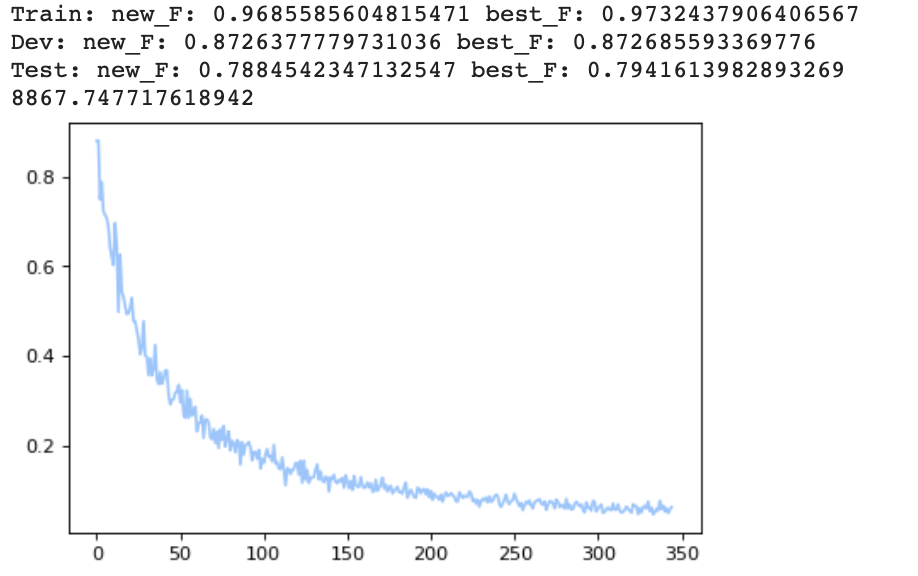 Train: new_F: 0.9685585604815471 best_F: 0.9732437906406567
Dev: new_F: 0.8726377779731036 best_F: 0.872685593369776
Test: new_F: 0.7884542347132547 best_F: 0.7941613982893269
8867.747717618942
0.8
0.6
0.4
0.2
0 50 100 150 200 250 300 350